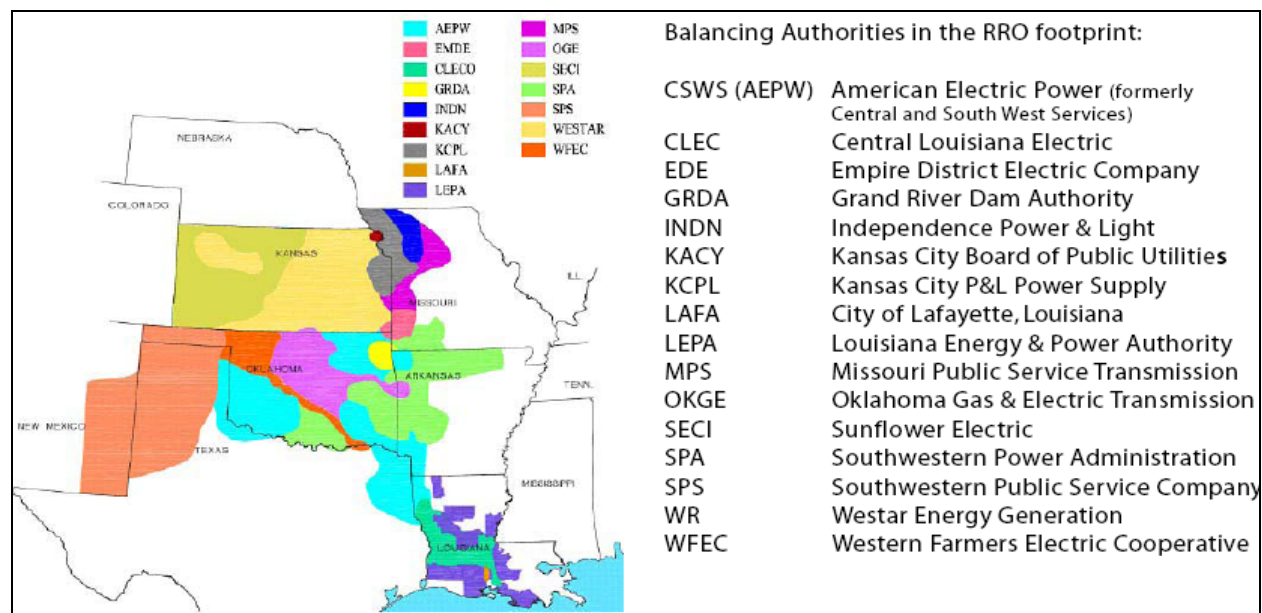 AEPW
EMDE
CLECO
GRDA
INDN
KACY
KCPL
LAFA
LEPA
MPS
OGE
SECI
SPA
SPS
WESTAR
WFEC
NEBRASKA
COLORADO
KANSAS
ILL.
MISSOURI
OKLAHOMA
ARKANSAS
TENN.
NEW MEXICO
TEXAS
MISSISSIPPI
LOUISIANA
Balancing Authorities in the RRO footprint:
CSWS (AEPW) American Electric Power (formerly
Central and South West Services)
CLEC Central Louisiana Electric
EDE Empire District Electric Company
GRDA Grand River Dam Authority
INDN Independence Power & Light
KACY Kansas City Board of Public Utilities
KCPL Kansas City P&L Power Supply
LAFA City of Lafayette, Louisiana
LEPA Louisiana Energy & Power Authority
MPS Missouri Public Service Transmission
OKGE Oklahoma Gas & Electric Transmission
SECI Sunflower Electric
SPA Southwestern Power Administration
SPS Southwestern Public Service Company
WR Westar Energy Generation
WFEC Western Farmers Electric Cooperative